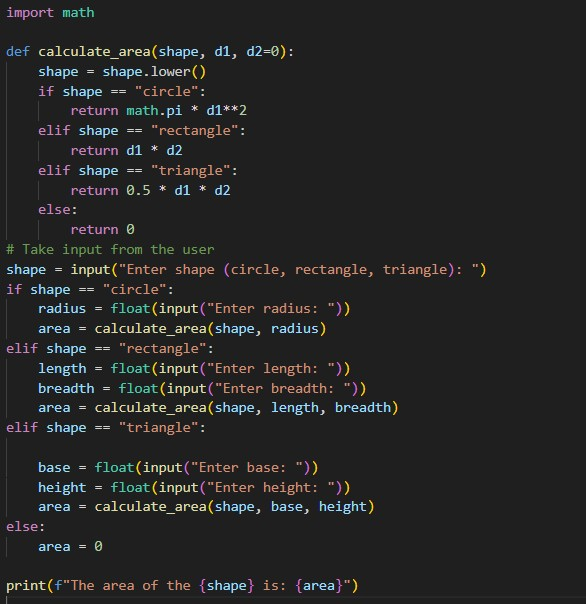 import math
def calculate_area(shape, d1, d2=0):
    shape = shape.lower()
    if shape == "circle":
        return math.pi * d1**2
    elif shape == "rectangle":
        return d1 * d2
    elif shape == "triangle":
        return 0.5 * d1 * d2
    else:
        return 0
# Take input from the user
shape = input("Enter shape (circle, rectangle, triangle): ")
if shape == "circle":
    radius = float(input("Enter radius: "))
    area = calculate_area(shape, radius)
elif shape == "rectangle":
    length = float(input("Enter length: "))
    breadth = float(input("Enter breadth: "))
    area = calculate_area(shape, length, breadth)
elif shape == "triangle":
    base = float(input("Enter base: "))
    height = float(input("Enter height: "))
    area = calculate_area(shape, base, height)
else:
    area = 0
print(f"The area of the {shape} is: {area}")